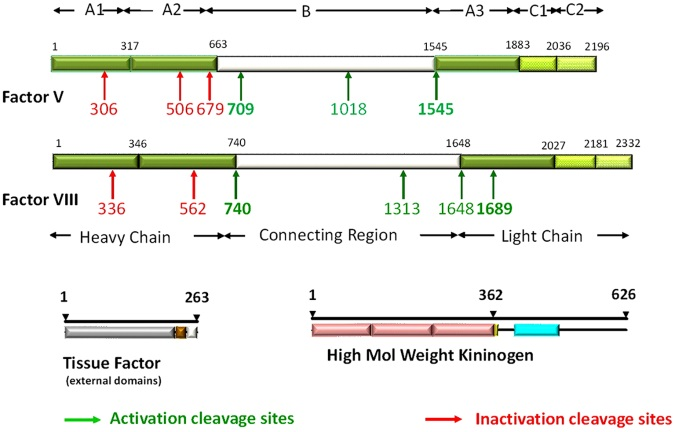 A1 A2 B A3 C1 C2
1 317 663 1545 1883 2036 2196
Factor V
306 506 679 709 1018 1545
1 346 740 1648 2027 2181 2332
Factor VIII
336 562 740 1313 1648 1689
Heavy Chain Connecting Region Light Chain
1 263
1 362 626
Tissue Factor
(external domains)
High Mol Weight Kininogen
Activation cleavage sites
Inactivation cleavage sites